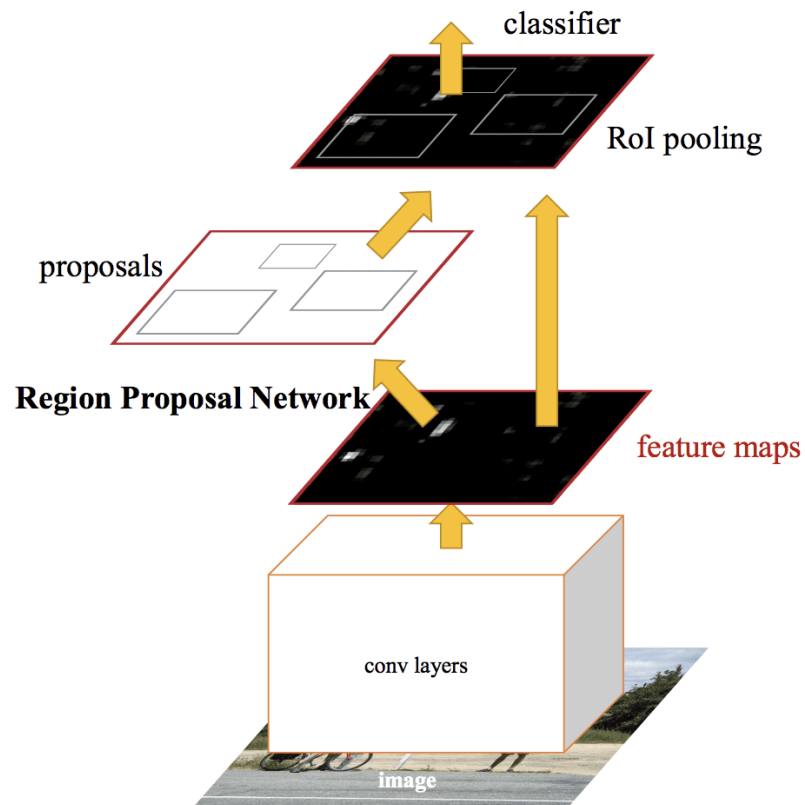 classifier
RoI pooling
proposals
Region Proposal Network
feature maps
conv layers
image